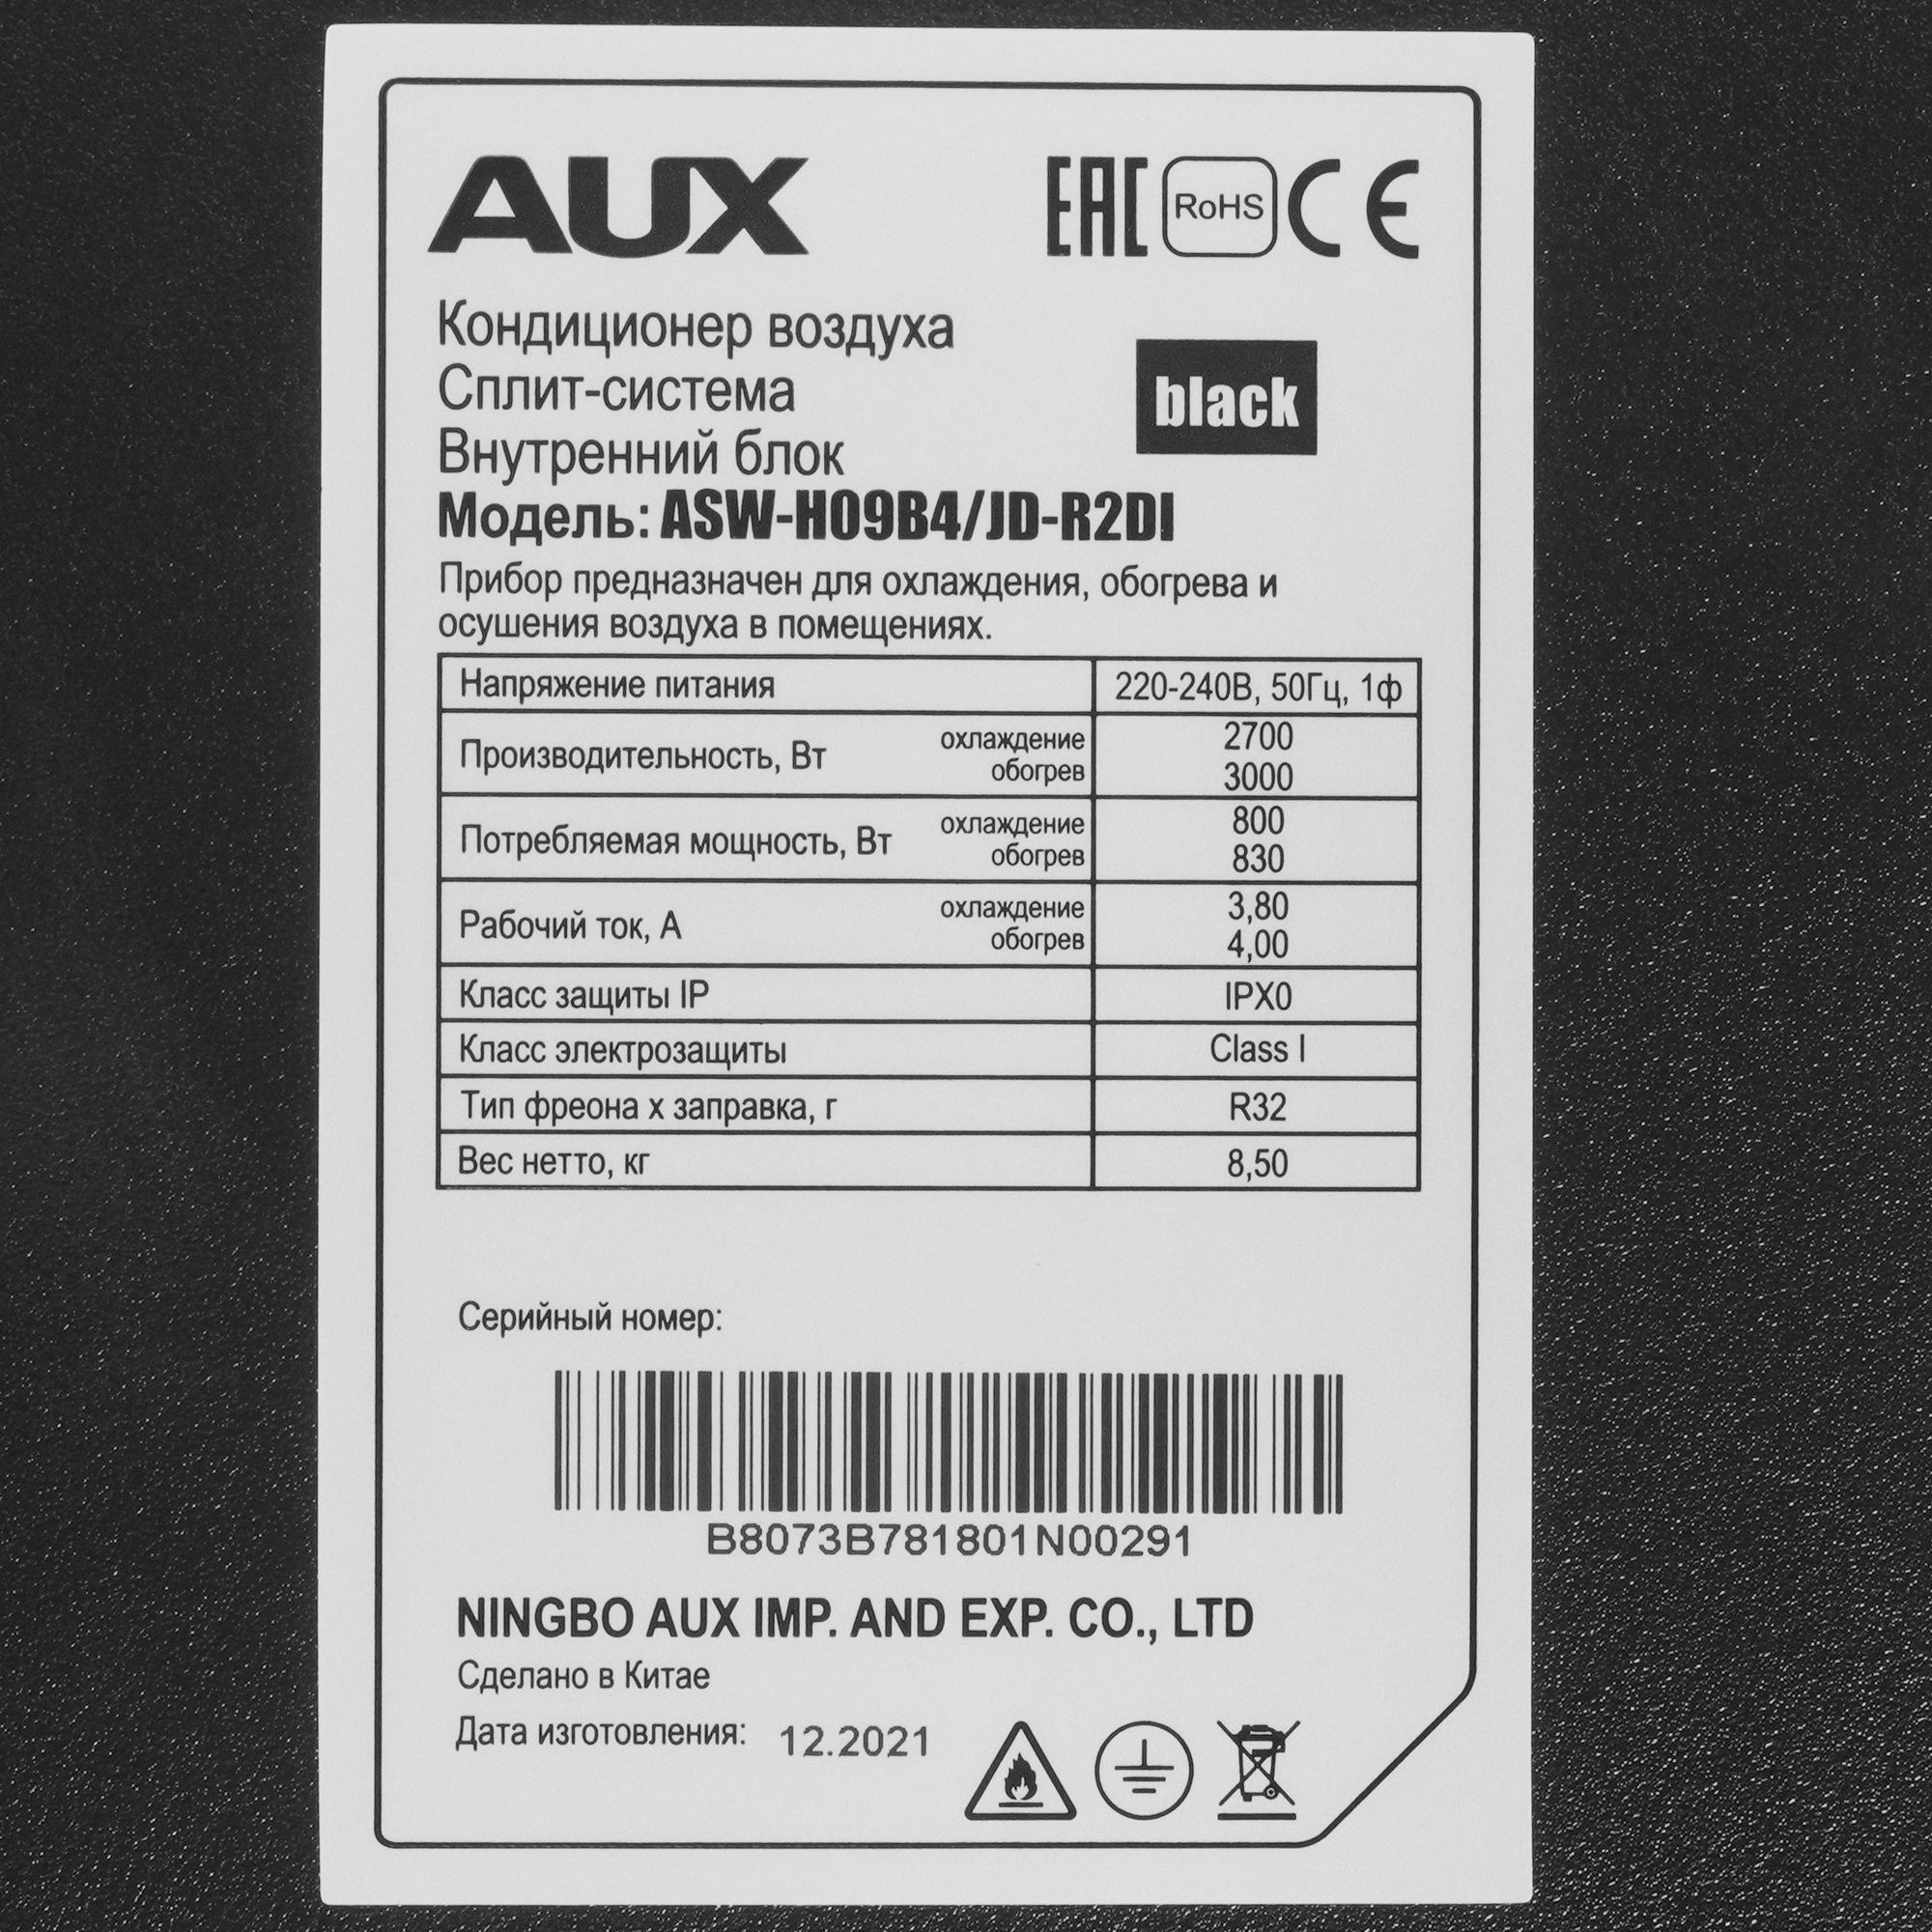 AUX
EAC RoHS CE
Кондиционер воздуха
Сплит-система
black
Внутренний блок
Модель: ASW-H09B4/JD-R2DI
Прибор предназначен для охлаждения, обогрева и
осушения воздуха в помещениях.
Напряжение питания 220-240В, 50Гц, 1ф
Производительность, Вт охлаждение 2700
обогрев 3000
Потребляемая мощность, Вт охлаждение 800
обогрев 830
Рабочий ток, А охлаждение 3,80
обогрев 4,00
Класс защиты IP IPX0
Класс электрозащиты Class I
Тип фреона х заправка, г R32
Вес нетто, кг 8,50
Серийный номер:
B8073B781801N00291
NINGBO AUX IMP. AND EXP. CO., LTD
Сделано в Китае
Дата изготовления: 12.2021